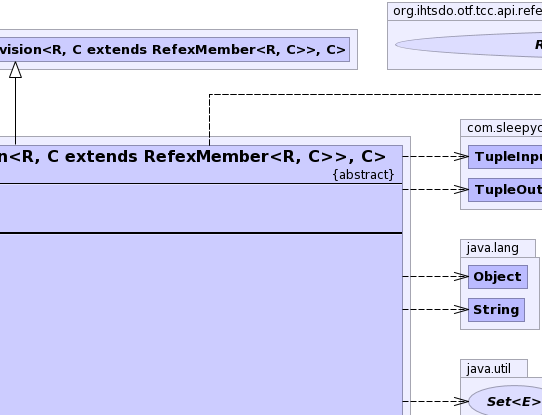 org.ihtsdo.otf.tcc.api.refe
R
vision<R, C extends RefexMember<R, C>>, C>
com.sleepyc
n<R, C extends RefexMember<R, C>>, C>
{abstract}
TupleInpu
TupleOut
java.lang
Object
String
java.util
Set<E>